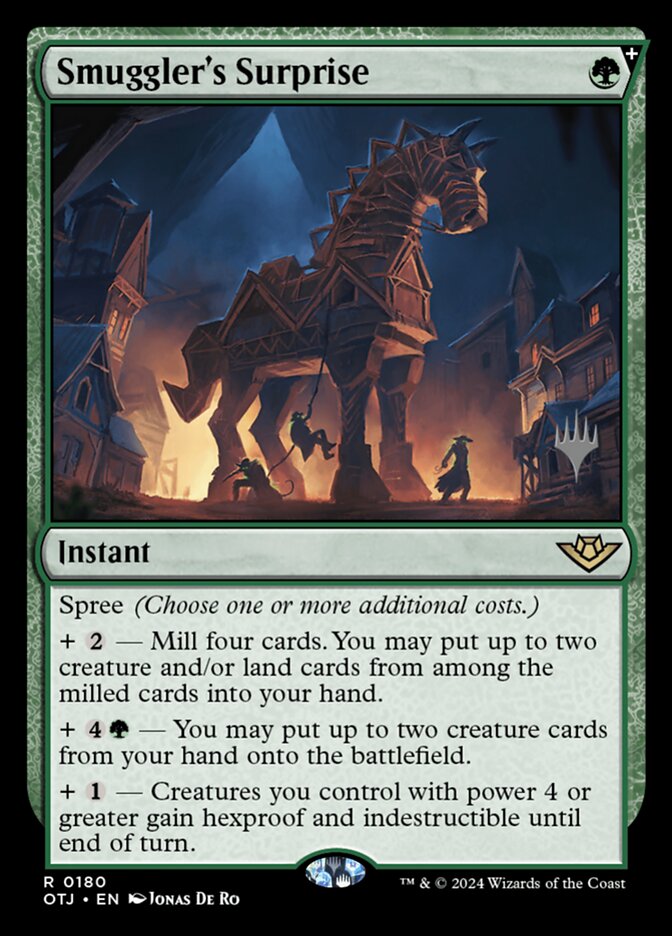 Smuggler's Surprise
Instant
Spree (Choose one or more additional costs.)
+ 2 — Mill four cards. You may put up to two
creature and/or land cards from among the
milled cards into your hand.
+ 4 — You may put up to two creature cards
from your hand onto the battlefield.
+ 1 — Creatures you control with power 4 or
greater gain hexproof and indestructible until
end of turn.
R 0180
OTJ • EN Jonas De Ro
™ & © 2024 Wizards of the Coast